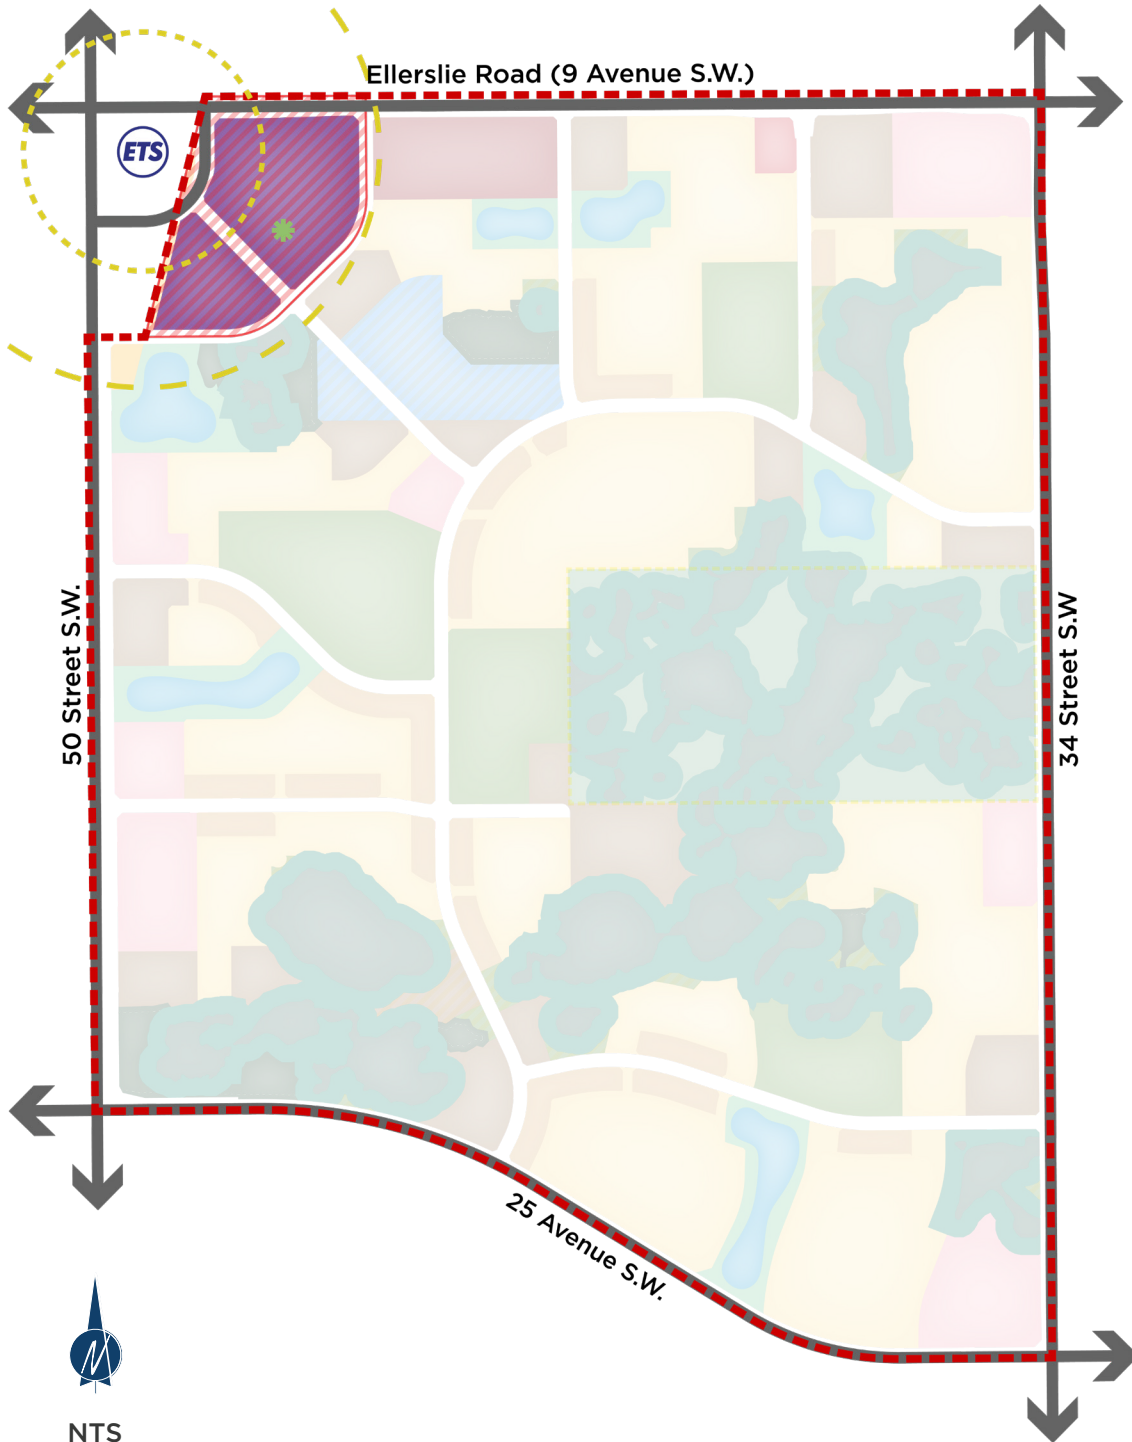 Ellerslie Road (9 Avenue S.W.)
ETS
50 Street S.W.
34 Street S.W
25 Avenue S.W.
NTS